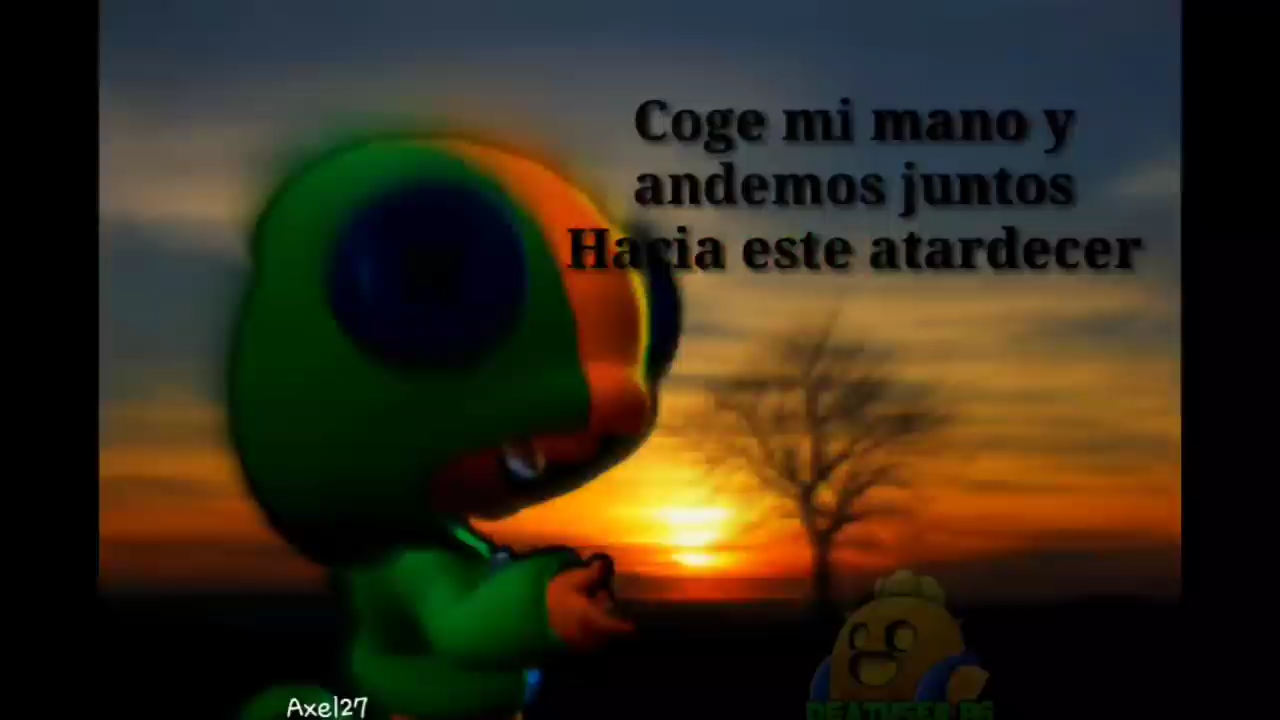 Coge mi mano y
andemos juntos
Hacia este atardecer
Axel27